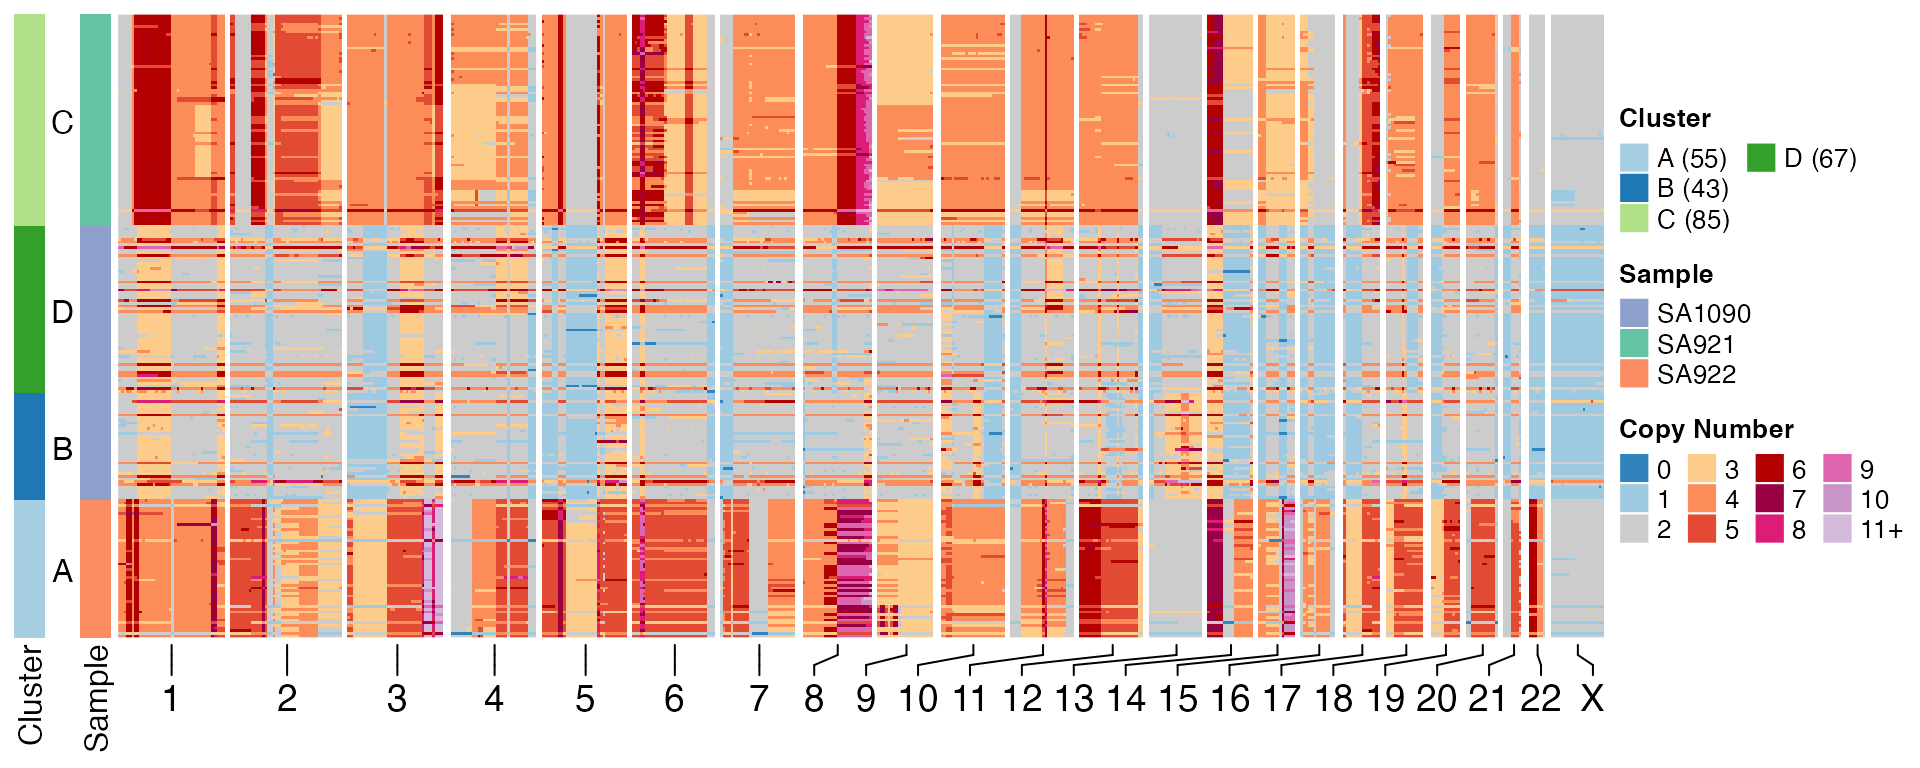 C
D
B
A
Cluster
Sample
1 2 3 4 5 6 7 8 9 10 11 12 13 14 15 16 17 18 19 20 21 22 X
Cluster
A (55) D (67)
B (43)
C (85)
Sample
SA1090
SA921
SA922
Copy Number
0 3 6 9
1 4 7 10
2 5 8 11+